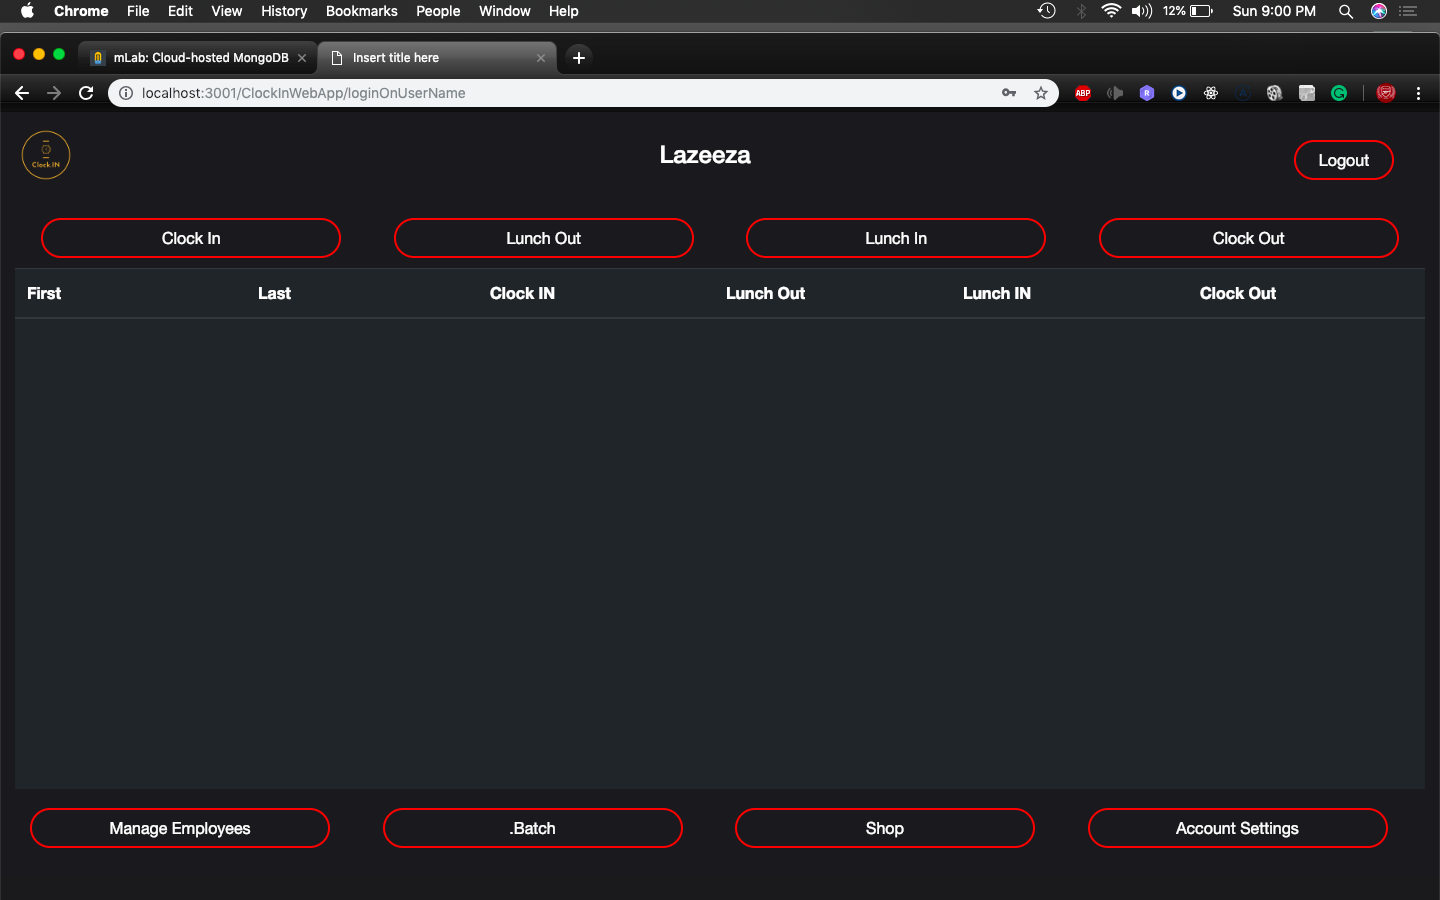 Chrome File Edit View History Bookmarks People Window Help 12% Sun 9:00 PM
mLab: Cloud-hosted MongoDB Insert title here
localhost:3001/ClockInWebApp/loginOnUserName ABP R
Clock IN Lazeeza Logout
Clock In Lunch Out Lunch In Clock Out
First Last Clock IN Lunch Out Lunch IN Clock Out
Manage Employees .Batch Shop Account Settings